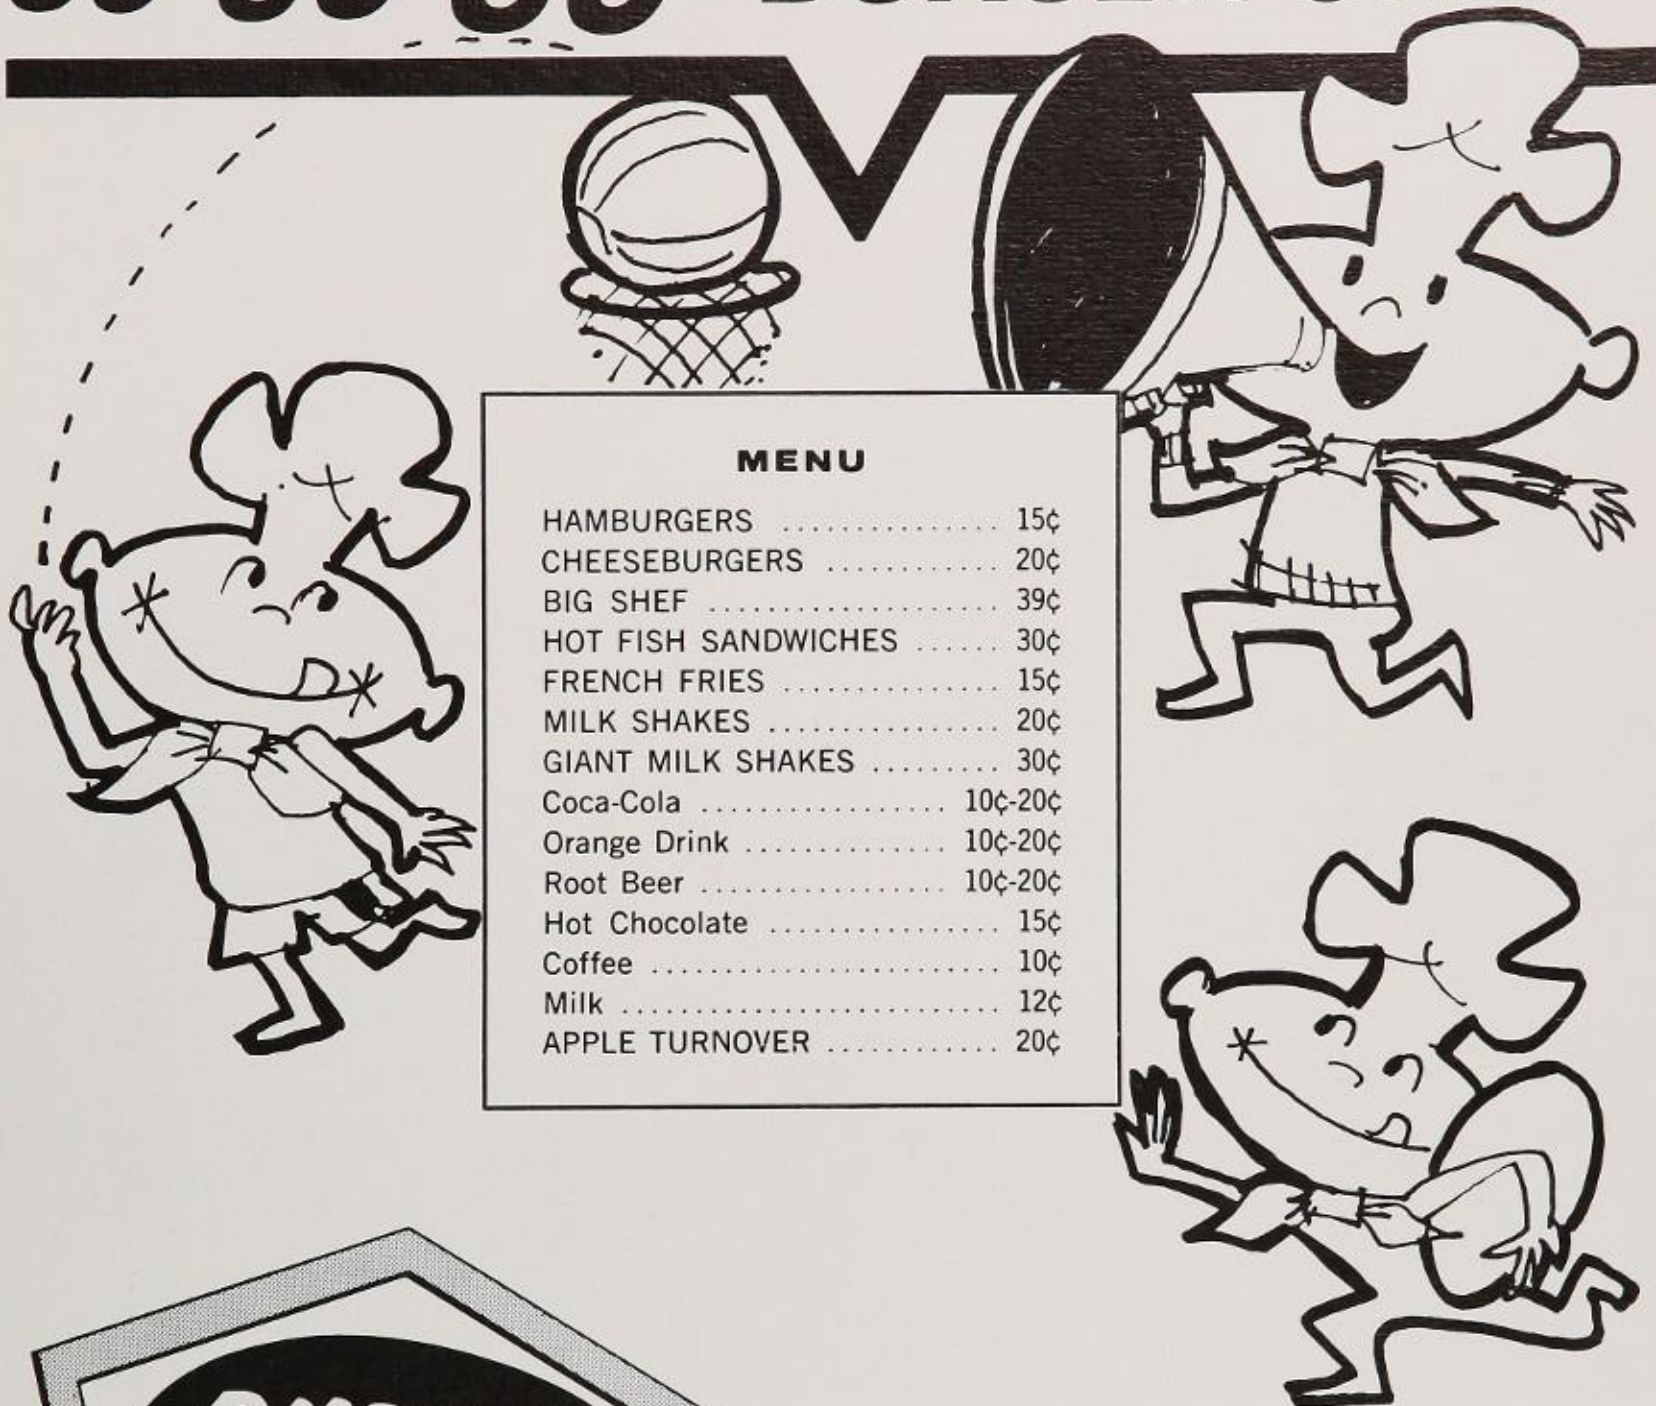 MENU
HAMBURGERS ............... 15¢
CHEESEBURGERS ............ 20¢
BIG SHEF .................... 39¢
HOT FISH SANDWICHES ...... 30¢
FRENCH FRIES ............... 15¢
MILK SHAKES ................ 20¢
GIANT MILK SHAKES ......... 30¢
Coca-Cola ................. 10¢-20¢
Orange Drink .............. 10¢-20¢
Root Beer ................. 10¢-20¢
Hot Chocolate ................ 15¢
Coffee ........................ 10¢
Milk .......................... 12¢
APPLE TURNOVER ............ 20¢